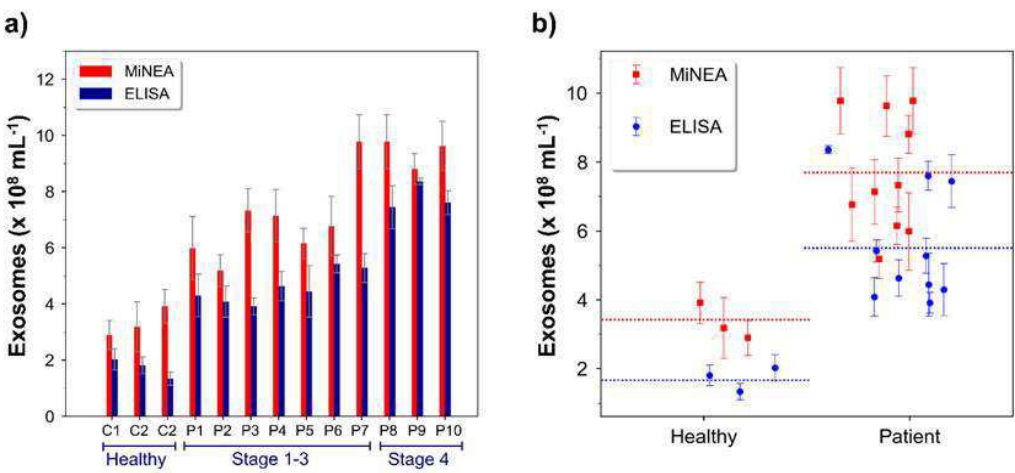 a)
Exosomes (x 10⁸ mL⁻¹)
12
10
8
6
4
2
0
MiNEA
ELISA
C1 C2 C2 P1 P2 P3 P4 P5 P6 P7 P8 P9 P10
Healthy Stage 1-3 Stage 4
b)
Exosomes (x 10⁸ mL⁻¹)
10
8
6
4
2
MiNEA
ELISA
Healthy Patient